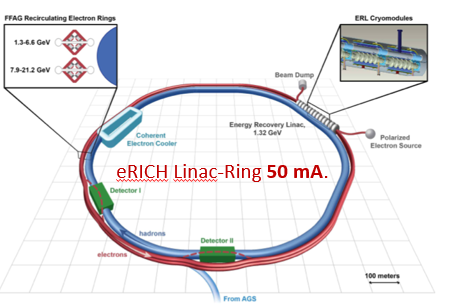 FFAG Recirculating Electron Rings
1.3-6.6 GeV
7.9-21.2 GeV
ERL Cryomodules
Beam Dump
Energy Recovery Linac,
1.32 GeV
Polarized
Electron Source
Coherent
Electron Cooler
eRICH Linac-Ring 50 mA.
Detector I
hadrons
Detector II
electrons
100 meters
From AGS